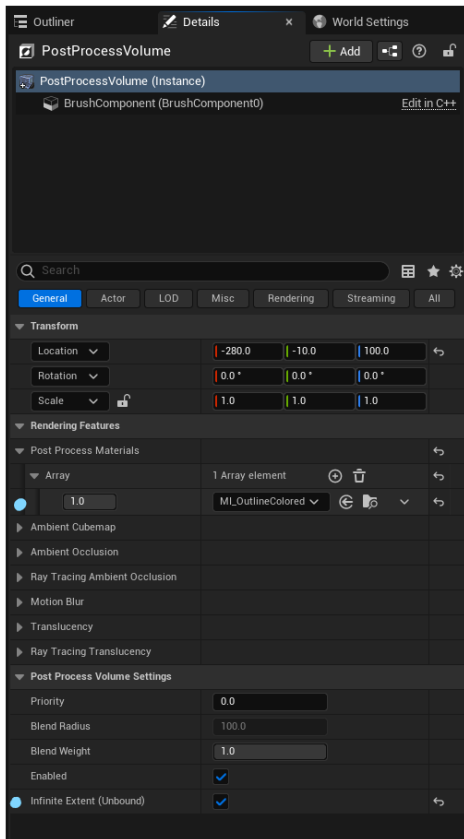 Outliner Details × World Settings
PostProcessVolume + Add
PostProcessVolume (Instance)
BrushComponent (BrushComponent0) Edit in C++
Search
General Actor LOD Misc Rendering Streaming All
Transform
Location -280.0 -10.0 100.0
Rotation 0.0 ° 0.0 ° 0.0 °
Scale 1.0 1.0 1.0
Rendering Features
Post Process Materials
Array 1 Array element
1.0 MI_OutlineColored
Ambient Cubemap
Ambient Occlusion
Ray Tracing Ambient Occlusion
Motion Blur
Translucency
Ray Tracing Translucency
Post Process Volume Settings
Priority 0.0
Blend Radius 100.0
Blend Weight 1.0
Enabled
Infinite Extent (Unbound)